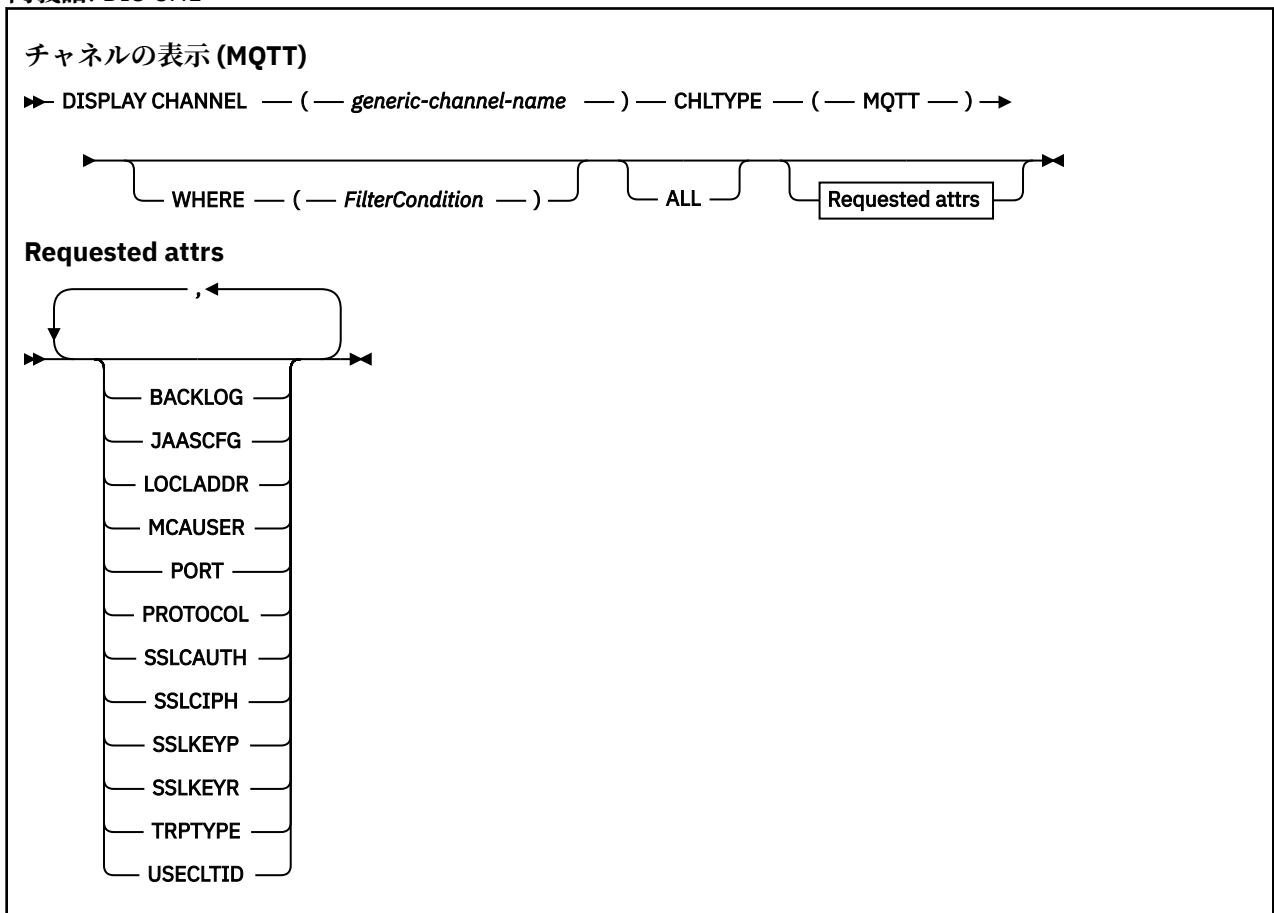 チャネルの表示 (MQTT)
DISPLAY CHANNEL ( generic-channel-name ) CHLTYPE ( MQTT )
WHERE ( FilterCondition ) ALL Requested attrs
Requested attrs
,
BACKLOG
JAASCFG
LOCLADDR
MCAUSER
PORT
PROTOCOL
SSLCAUTH
SSLCIPH
SSLKEYP
SSLKEYR
TRPTYPE
USECLTID